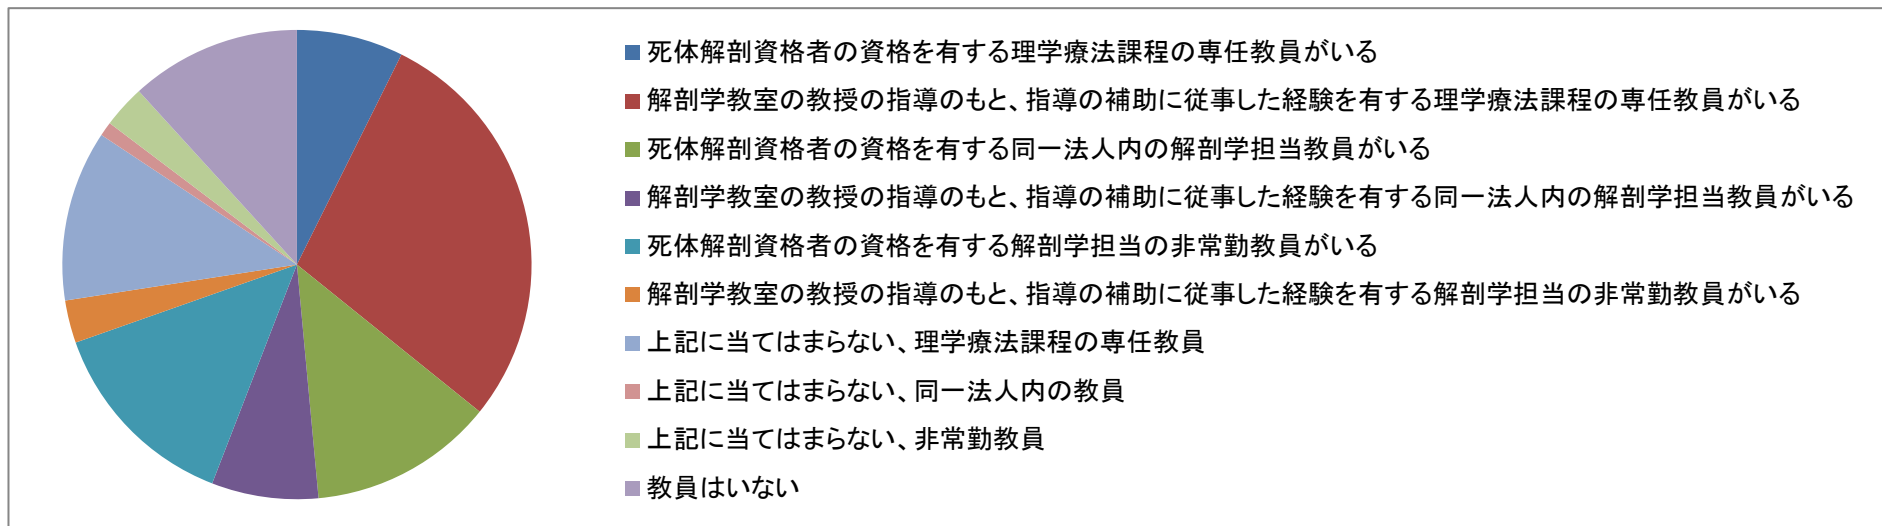 死体解剖資格者の資格を有する理学療法課程の専任教員がいる
解剖学教室の教授の指導のもと、指導の補助に従事した経験を有する理学療法課程の専任教員がいる
死体解剖資格者の資格を有する同一法人内の解剖学担当教員がいる
解剖学教室の教授の指導のもと、指導の補助に従事した経験を有する同一法人内の解剖学担当教員がいる
死体解剖資格者の資格を有する解剖学担当の非常勤教員がいる
解剖学教室の教授の指導のもと、指導の補助に従事した経験を有する解剖学担当の非常勤教員がいる
上記に当てはまらない、理学療法課程の専任教員
上記に当てはまらない、同一法人内の教員
上記に当てはまらない、非常勤教員
教員はいない